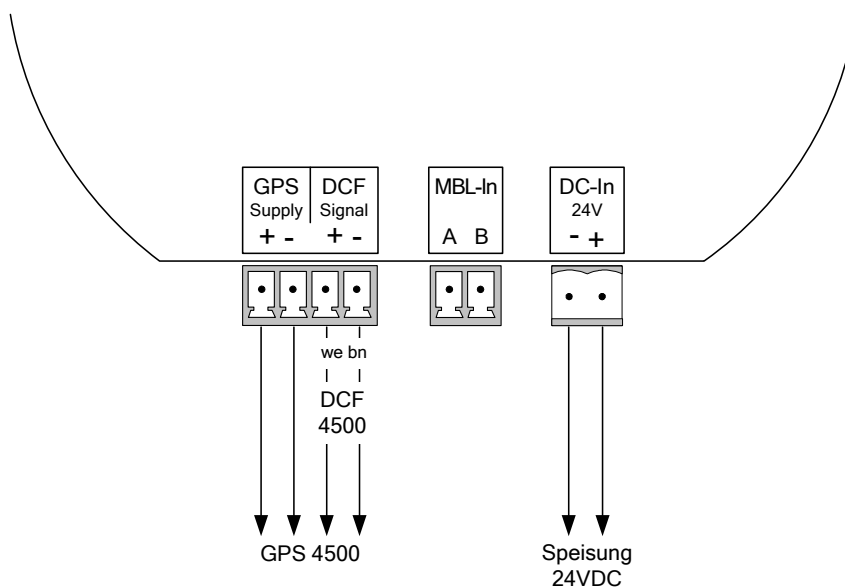 GPS DCF MBL-In DC-In
Supply Signal 24V
+ - + - A B - +
we bn
DCF
4500
GPS 4500 Speisung
24VDC